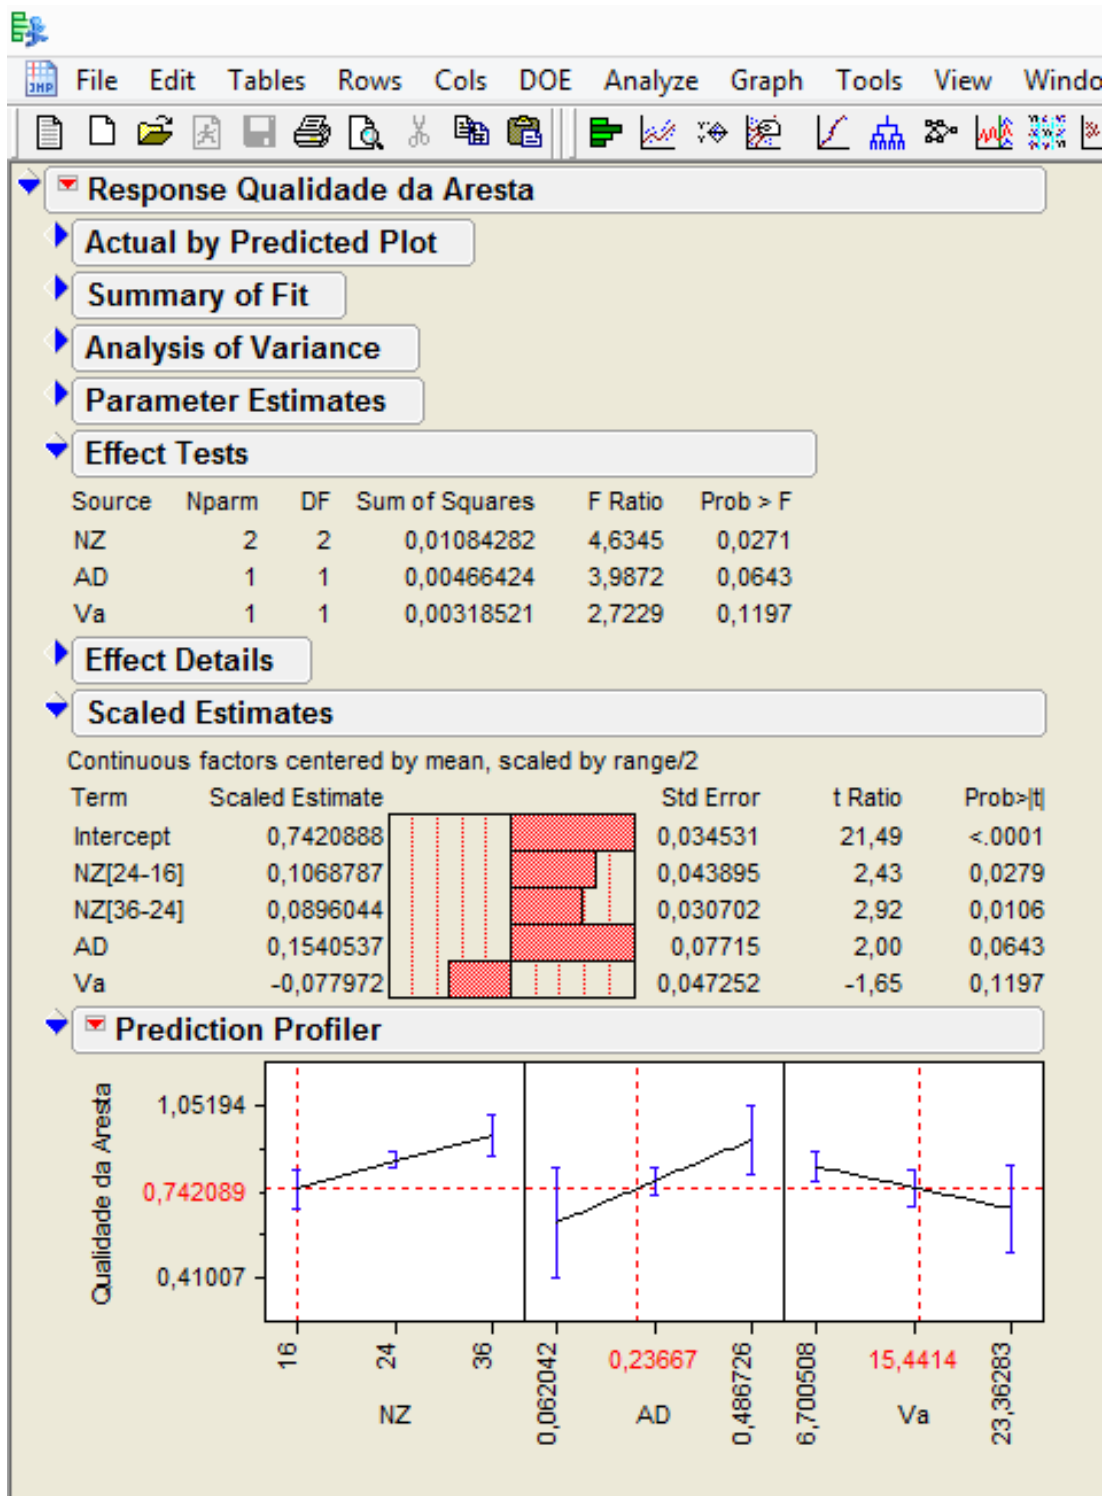 File Edit Tables Rows Cols DOE Analyze Graph Tools View Windo
JMP
Response Qualidade da Aresta
Actual by Predicted Plot
Summary of Fit
Analysis of Variance
Parameter Estimates
Effect Tests
Source Nparm DF Sum of Squares F Ratio Prob > F
NZ 2 2 0,01084282 4,6345 0,0271
AD 1 1 0,00466424 3,9872 0,0643
Va 1 1 0,00318521 2,7229 0,1197
Effect Details
Scaled Estimates
Continuous factors centered by mean, scaled by range/2
Term Scaled Estimate Std Error t Ratio Prob>|t|
Intercept 0,7420888 0,034531 21,49 <.0001
NZ[24-16] 0,1068787 0,043895 2,43 0,0279
NZ[36-24] 0,0896044 0,030702 2,92 0,0106
AD 0,1540537 0,07715 2,00 0,0643
Va -0,077972 0,047252 -1,65 0,1197
Prediction Profiler
Qualidade da Aresta
1,05194
0,742089
0,41007
16 24 36 0,062042 0,23667 0,486726 6,700508 15,4414 23,36283
NZ AD Va